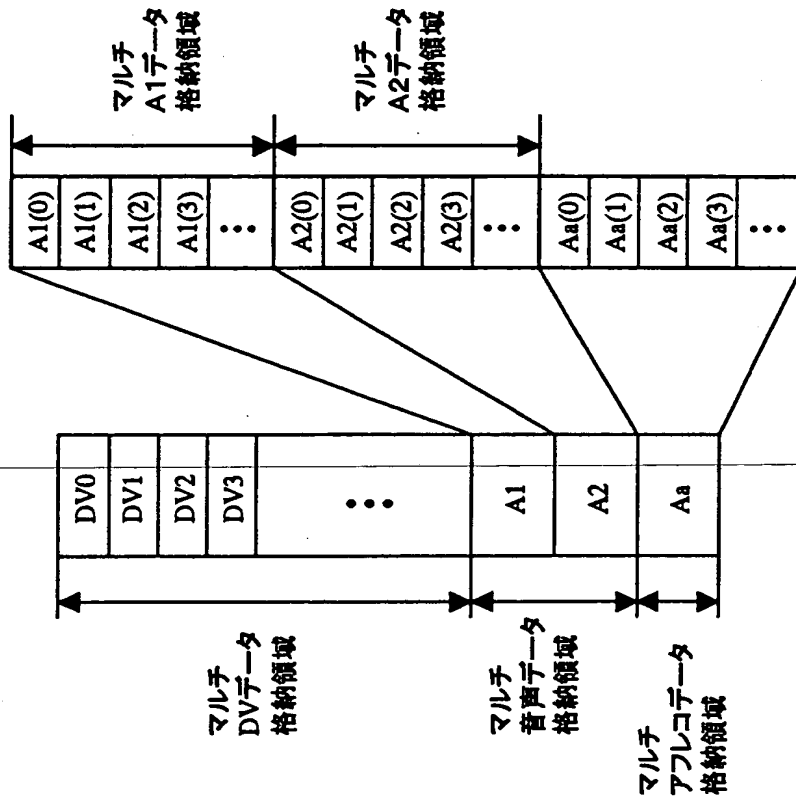 マルチ
DVデータ
格納領域
マルチ
音声データ
格納領域
マルチ
アフレコデータ
格納領域
DV0
DV1
DV2
DV3
•••
A1
A2
Aa
A1(0)
A1(1)
A1(2)
A1(3)
•••
A2(0)
A2(1)
A2(2)
A2(3)
•••
Aa(0)
Aa(1)
Aa(2)
Aa(3)
•••
マルチ
A1データ
格納領域
マルチ
A2データ
格納領域